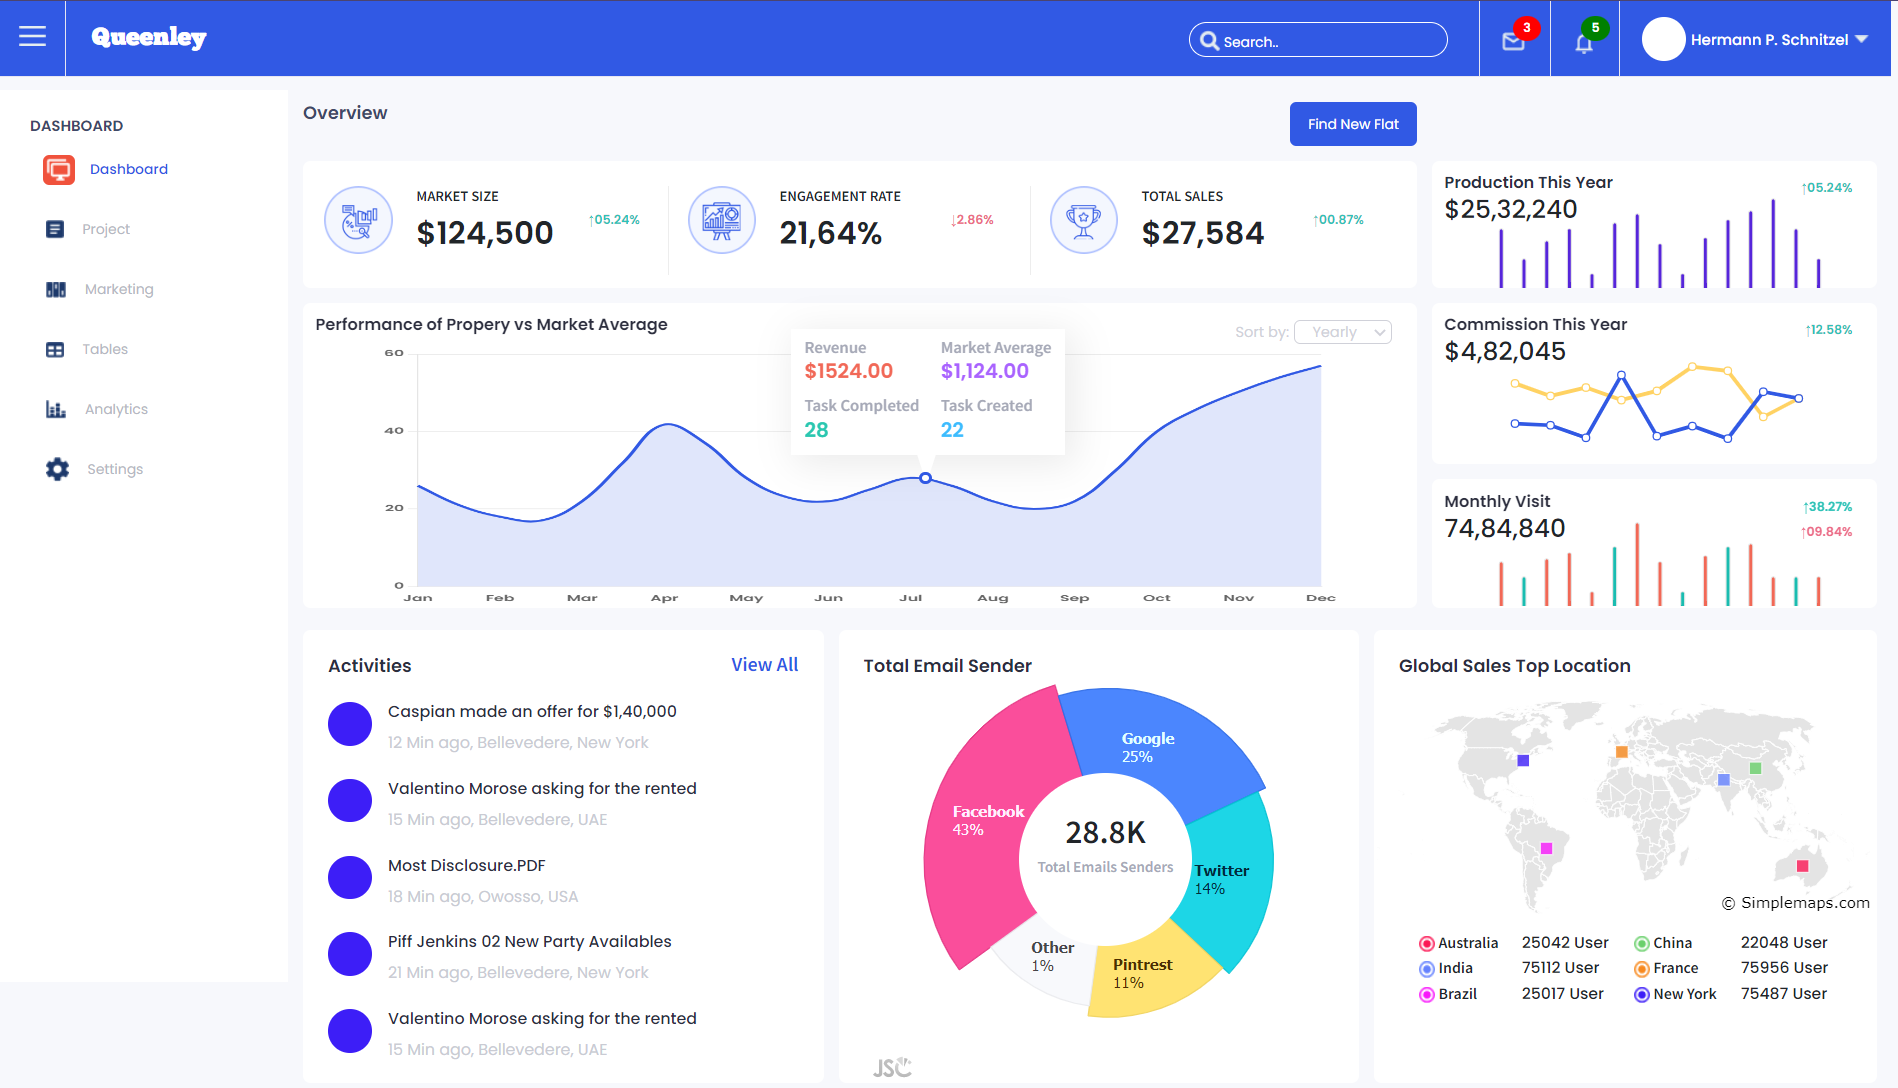 Queenley
Search..
3
5
Hermann P. Schnitzel
DASHBOARD
Dashboard
Project
Marketing
Tables
Analytics
Settings
Overview
Find New Flat
MARKET SIZE
$124,500
↑05.24%
ENGAGEMENT RATE
21,64%
↓2.86%
TOTAL SALES
$27,584
↑00.87%
Production This Year
$25,32,240
↑05.24%
Performance of Propery vs Market Average
Sort by: Yearly
60
40
20
0
Jan Feb Mar Apr May Jun Jul Aug Sep Oct Nov Dec
Revenue
$1524.00
Market Average
$1,124.00
Task Completed
28
Task Created
22
Commission This Year
$4,82,045
↑12.58%
Monthly Visit
74,84,840
↑38.27%
↑09.84%
Activities
View All
Caspian made an offer for $1,40,000
12 Min ago, Bellevedere, New York
Valentino Morose asking for the rented
15 Min ago, Bellevedere, UAE
Most Disclosure.PDF
18 Min ago, Owosso, USA
Piff Jenkins 02 New Party Availables
21 Min ago, Bellevedere, New York
Valentino Morose asking for the rented
15 Min ago, Bellevedere, UAE
Total Email Sender
Google
25%
Facebook
43%
28.8K
Total Emails Senders
Twitter
14%
Other
1%
Pintrest
11%
JSC
Global Sales Top Location
© Simplemaps.com
Australia 25042 User
China 22048 User
India 75112 User
France 75956 User
Brazil 25017 User
New York 75487 User